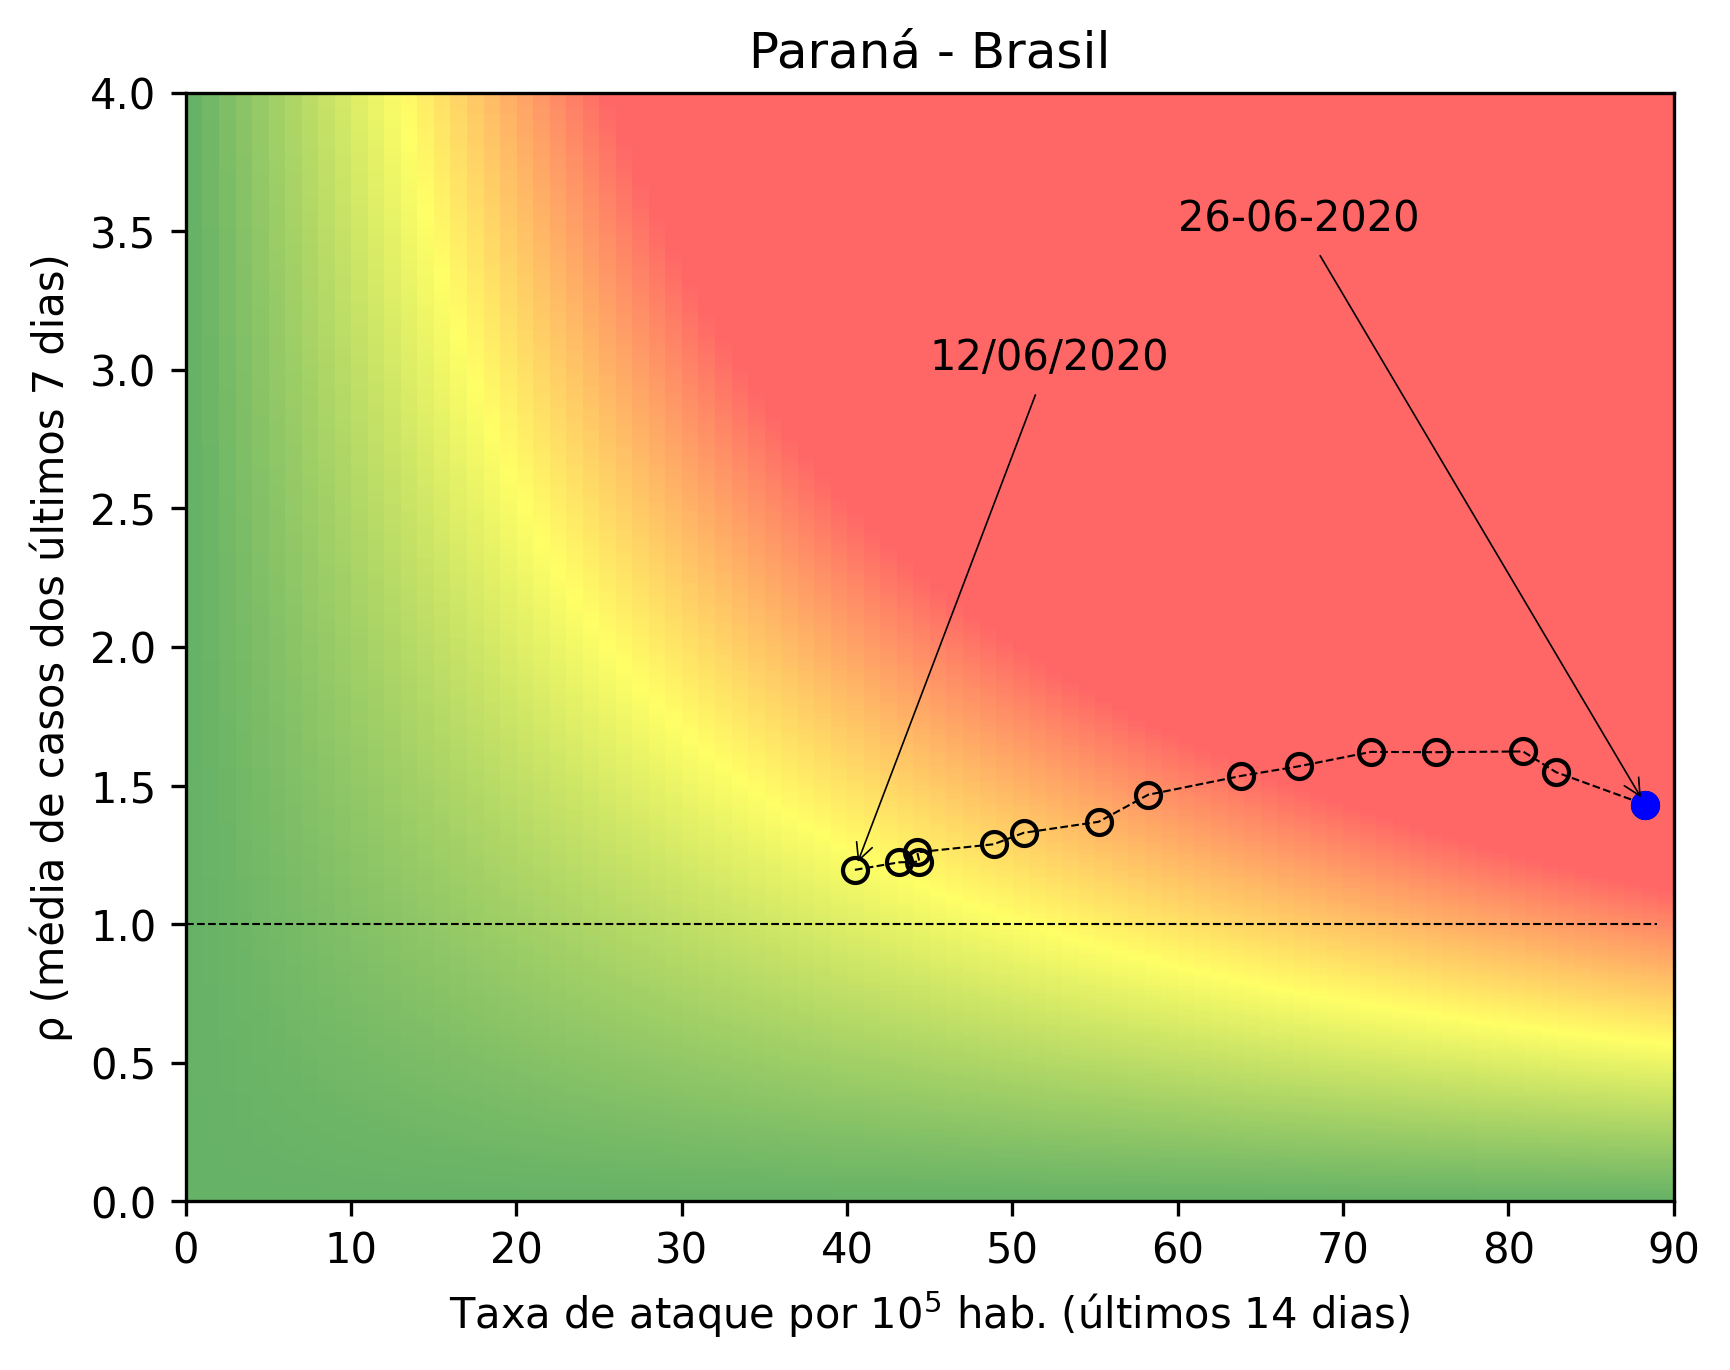 Paraná - Brasil
4.0
3.5
3.0
2.5
2.0
1.5
1.0
0.5
0.0
ρ (média de casos dos últimos 7 dias)
26-06-2020
12/06/2020
0 10 20 30 40 50 60 70 80 90
Taxa de ataque por 10⁵ hab. (últimos 14 dias)